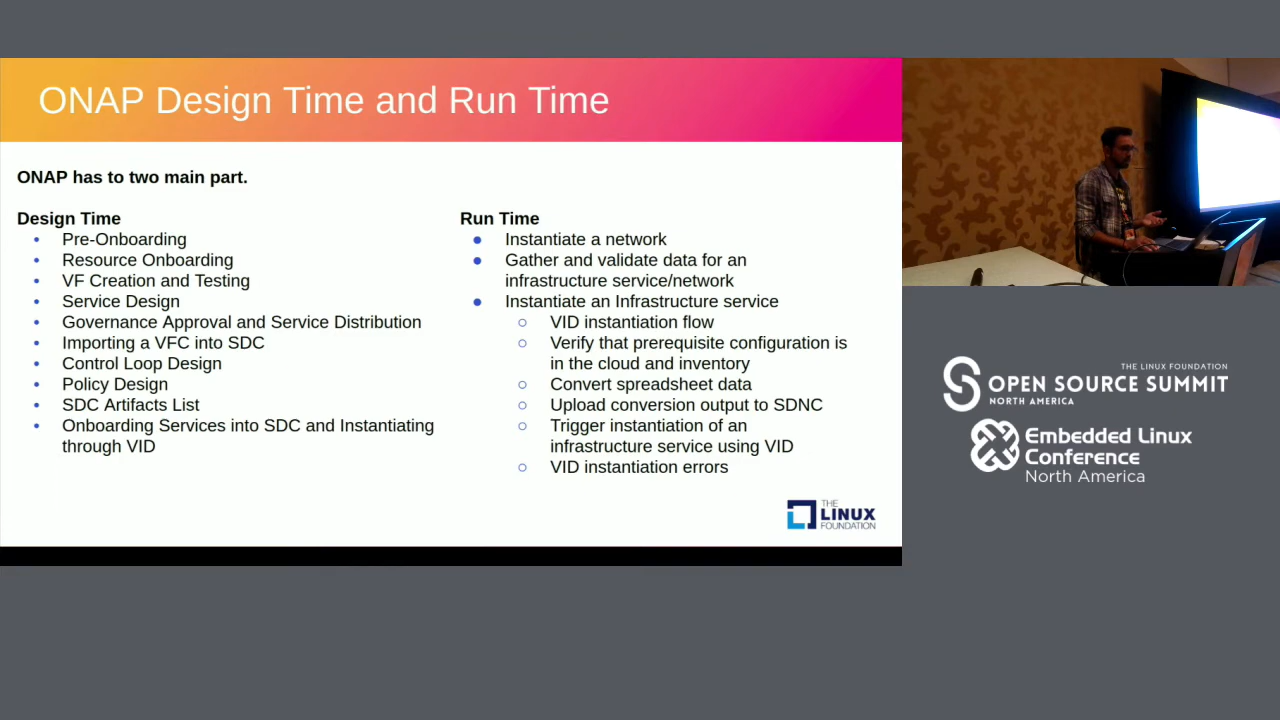 ONAP Design Time and Run Time
ONAP has to two main part.
Design Time
Pre-Onboarding
Resource Onboarding
VF Creation and Testing
Service Design
Governance Approval and Service Distribution
Importing a VFC into SDC
Control Loop Design
Policy Design
SDC Artifacts List
Onboarding Services into SDC and Instantiating
through VID
Run Time
Instantiate a network
Gather and validate data for an
infrastructure service/network
Instantiate an Infrastructure service
VID instantiation flow
Verify that prerequisite configuration is
in the cloud and inventory
Convert spreadsheet data
Upload conversion output to SDNC
Trigger instantiation of an
infrastructure service using VID
VID instantiation errors
THE
LINUX
FOUNDATION
THE LINUX FOUNDATION
OPEN SOURCE SUMMIT
NORTH AMERICA
Embedded Linux
Conference
North America